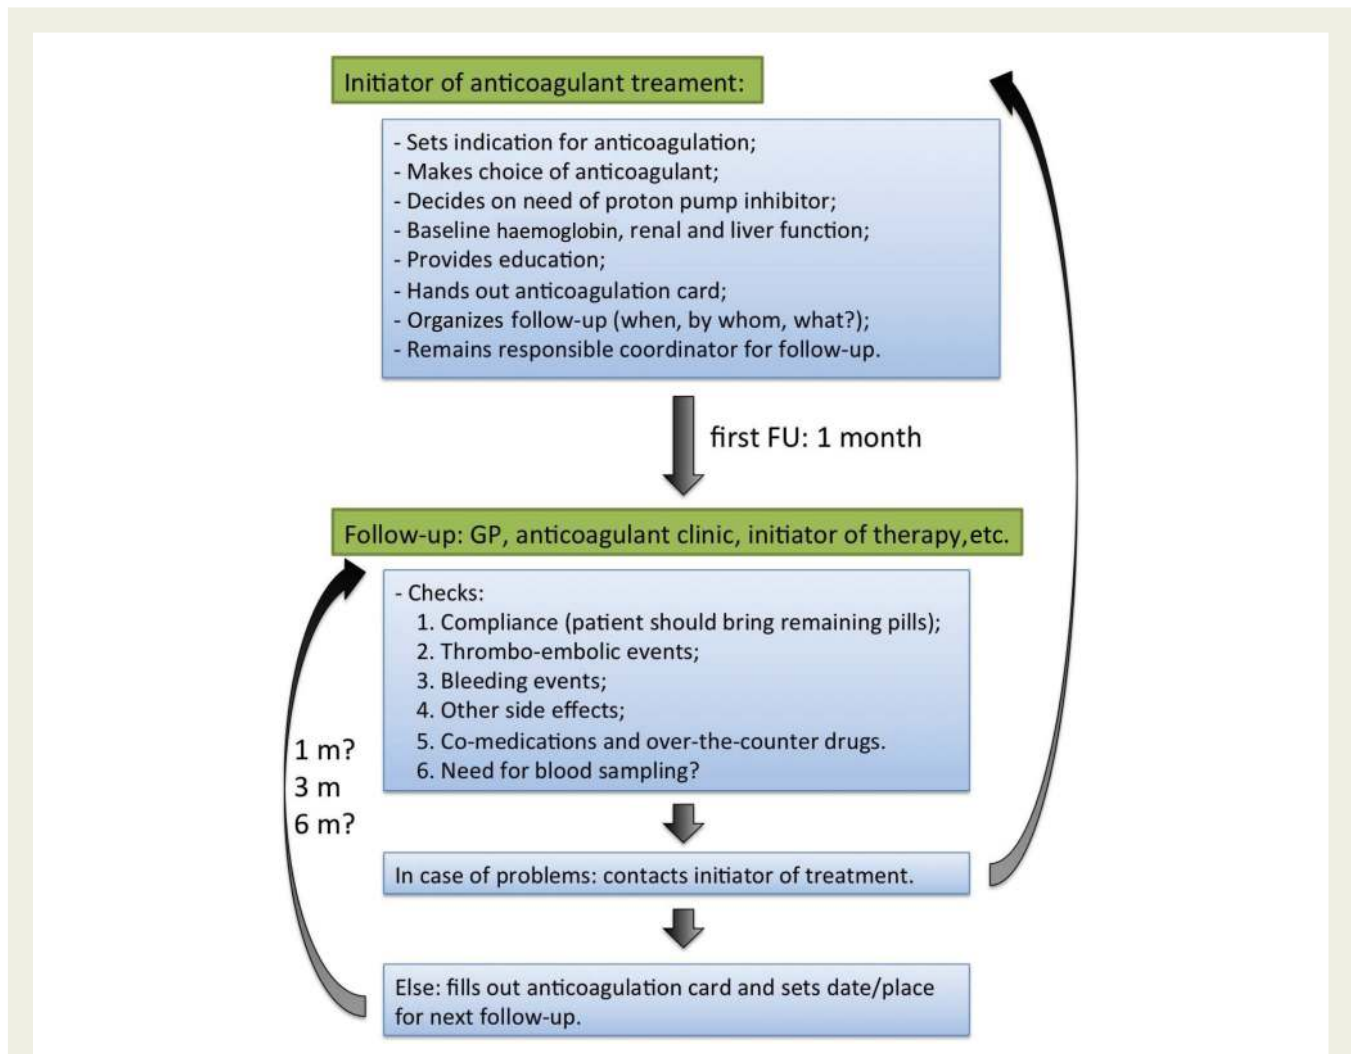 Initiator of anticoagulant treament:
- Sets indication for anticoagulation;
- Makes choice of anticoagulant;
- Decides on need of proton pump inhibitor;
- Baseline haemoglobin, renal and liver function;
- Provides education;
- Hands out anticoagulation card;
- Organizes follow-up (when, by whom, what?);
- Remains responsible coordinator for follow-up.
first FU: 1 month
Follow-up: GP, anticoagulant clinic, initiator of therapy,etc.
- Checks:
1. Compliance (patient should bring remaining pills);
2. Thrombo-embolic events;
3. Bleeding events;
4. Other side effects;
5. Co-medications and over-the-counter drugs.
6. Need for blood sampling?
1 m?
3 m
6 m?
In case of problems: contacts initiator of treatment.
Else: fills out anticoagulation card and sets date/place
for next follow-up.